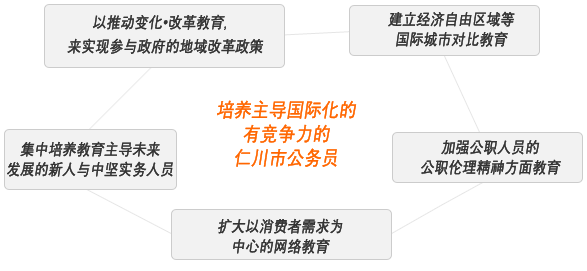 以推动变化•改革教育,
来实现参与政府的地域改革政策
建立经济自由区域等
国际城市对比教育
培养主导国际化的
有竞争力的
仁川市公务员
集中培养教育主导未来
发展的新人与中坚实务人员
加强公职人员的
公职伦理精神方面教育
扩大以消费者需求为
中心的网络教育